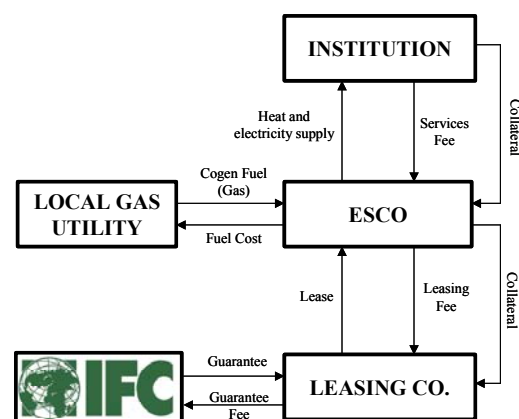 INSTITUTION
Heat and
electricity supply
Services
Fee
Collateral
Cogen Fuel
(Gas)
LOCAL GAS
UTILITY
ESCO
Fuel Cost
Lease
Leasing
Fee
Collateral
IFC
Guarantee
Guarantee
Fee
LEASING CO.